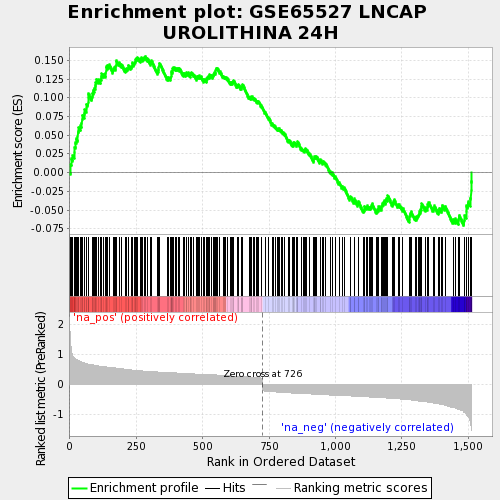 Enrichment plot: GSE65527 LNCAP
UROLITHINA 24H
Enrichment score (ES)
0.150
0.125
0.100
0.075
0.050
0.025
0.000
-0.025
-0.050
-0.075
'na_pos' (positively correlated)
Ranked list metric (PreRanked)
2
1
0
-1
Zero cross at 726
'na_neg' (negatively correlated)
0
250
500
750
1,000
1,250
1,500
Rank in Ordered Dataset
Enrichment profile
Hits
Ranking metric scores